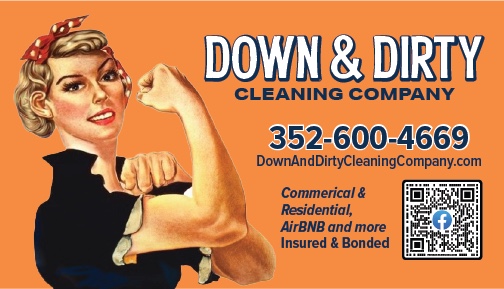 DOWN & DIRTY
CLEANING COMPANY
352-600-4669
DownAndDirtyCleaningCompany.com
Commerical &
Residential,
AirBNB and more
Insured & Bonded